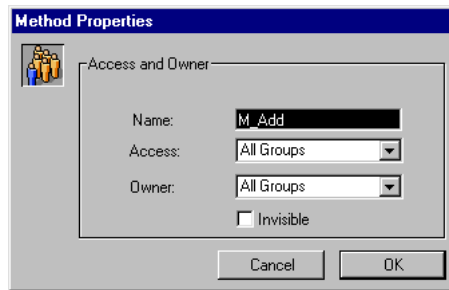 Method Properties
Access and Owner
Name: M_Add
Access: All Groups
Owner: All Groups
Invisible
Cancel OK